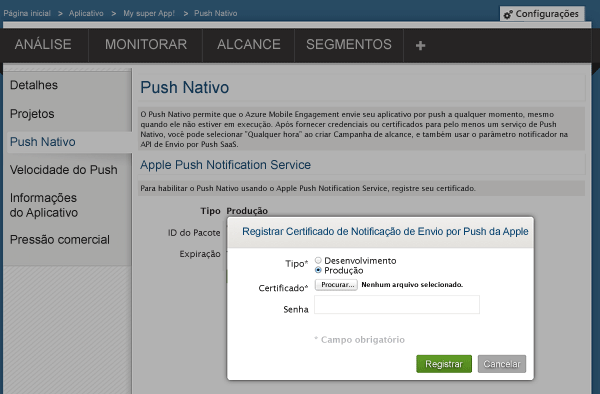 Página inicial > Aplicativo > My super App! > Push Nativo
Configurações
ANÁLISE MONITORAR ALCANCE SEGMENTOS +
Detalhes
Projetos
Push Nativo
Velocidade do Push
Informações
do Aplicativo
Pressão comercial
Push Nativo
O Push Nativo permite que o Azure Mobile Engagement envie seu aplicativo por push a qualquer momento, mesmo
quando ele não estiver em execução. Após fornecer credenciais ou certificados para pelo menos um serviço de Push
Nativo, você pode selecionar "Qualquer hora" ao criar Campanha de alcance, e também usar o parâmetro notificador na
API de Envio por Push SaaS.
Apple Push Notification Service
Para habilitar o Push Nativo usando o Apple Push Notification Service, registre seu certificado.
Tipo Produção
ID do Pacote
Expiração
Registrar Certificado de Notificação de Envio por Push da Apple
Tipo* Desenvolvimento
Produção
Certificado* Procurar... Nenhum arquivo selecionado.
Senha
* Campo obrigatório
Registrar Cancelar